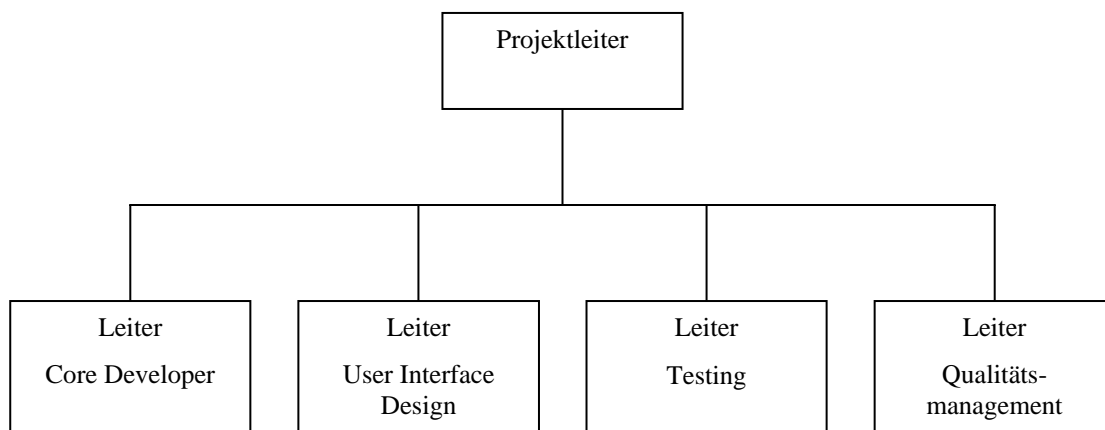 Projektleiter
Leiter
Core Developer
Leiter
User Interface
Design
Leiter
Testing
Leiter
Qualitäts-
management